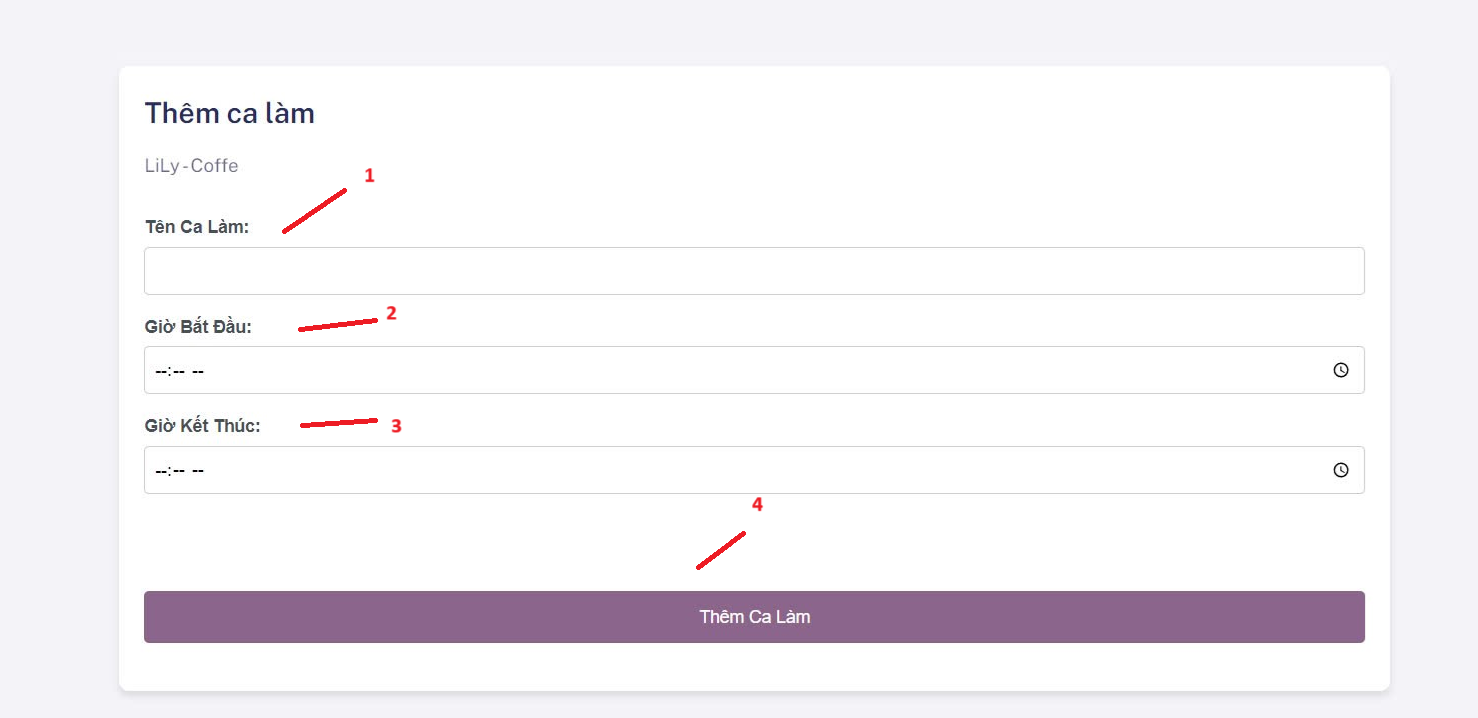 Thêm ca làm
LiLy-Coffe
1
Tên Ca Làm:
2
Giờ Bắt Đầu:
--:-- --
Giờ Kết Thúc:
3
--:-- --
4
Thêm Ca Làm